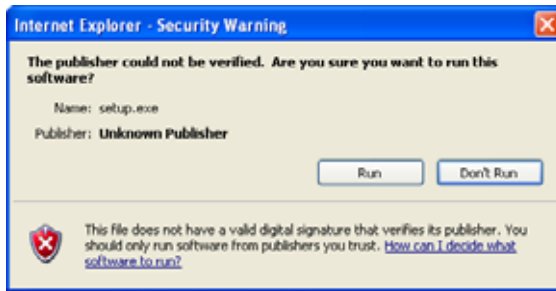 Internet Explorer - Security Warning
The publisher could not be verified.  Are you sure you want to run this
software?
Name: setup.exe
Publisher: Unknown Publisher
Run
Don't Run
This file does not have a valid digital signature that verifies its publisher. You
should only run software from publishers you trust. How can I decide what
software to run?